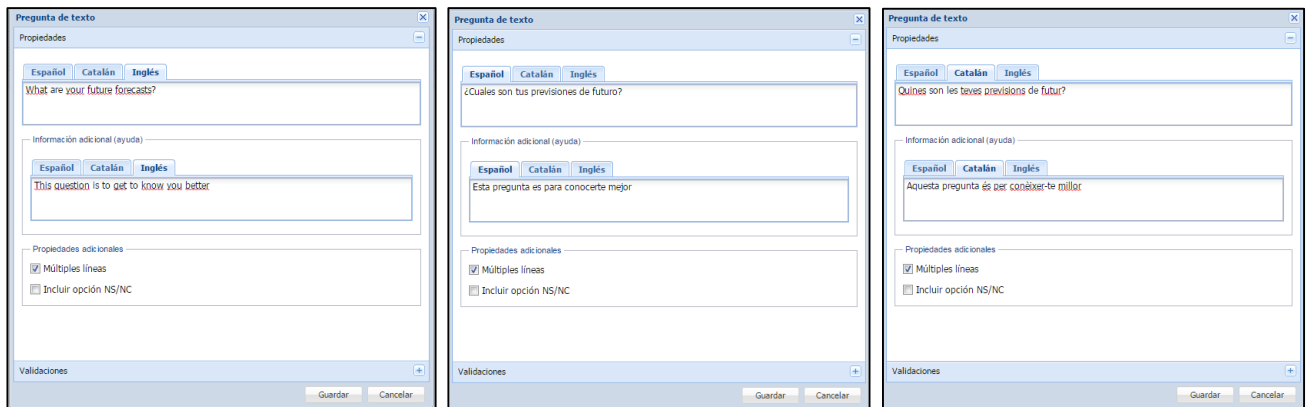 Pregunta de texto
Propiedades
Español Catalán Inglés
What are your future forecasts?
Información adicional (ayuda)
Español Catalán Inglés
This question is to get to know you better
Propiedades adicionales
Múltiples líneas
Incluir opción NS/NC
Validaciones
Guardar Cancelar
Pregunta de texto
Propiedades
Español Catalán Inglés
¿Cuales son tus previsiones de futuro?
Información adicional (ayuda)
Español Catalán Inglés
Esta pregunta es para conocerte mejor
Propiedades adicionales
Múltiples líneas
Incluir opción NS/NC
Validaciones
Guardar Cancelar
Pregunta de texto
Propiedades
Español Catalán Inglés
Quines son les teves previsions de futur?
Información adicional (ayuda)
Español Catalán Inglés
Aquesta pregunta és per conèixer-te millor
Propiedades adicionales
Múltiples líneas
Incluir opción NS/NC
Validaciones
Guardar Cancelar